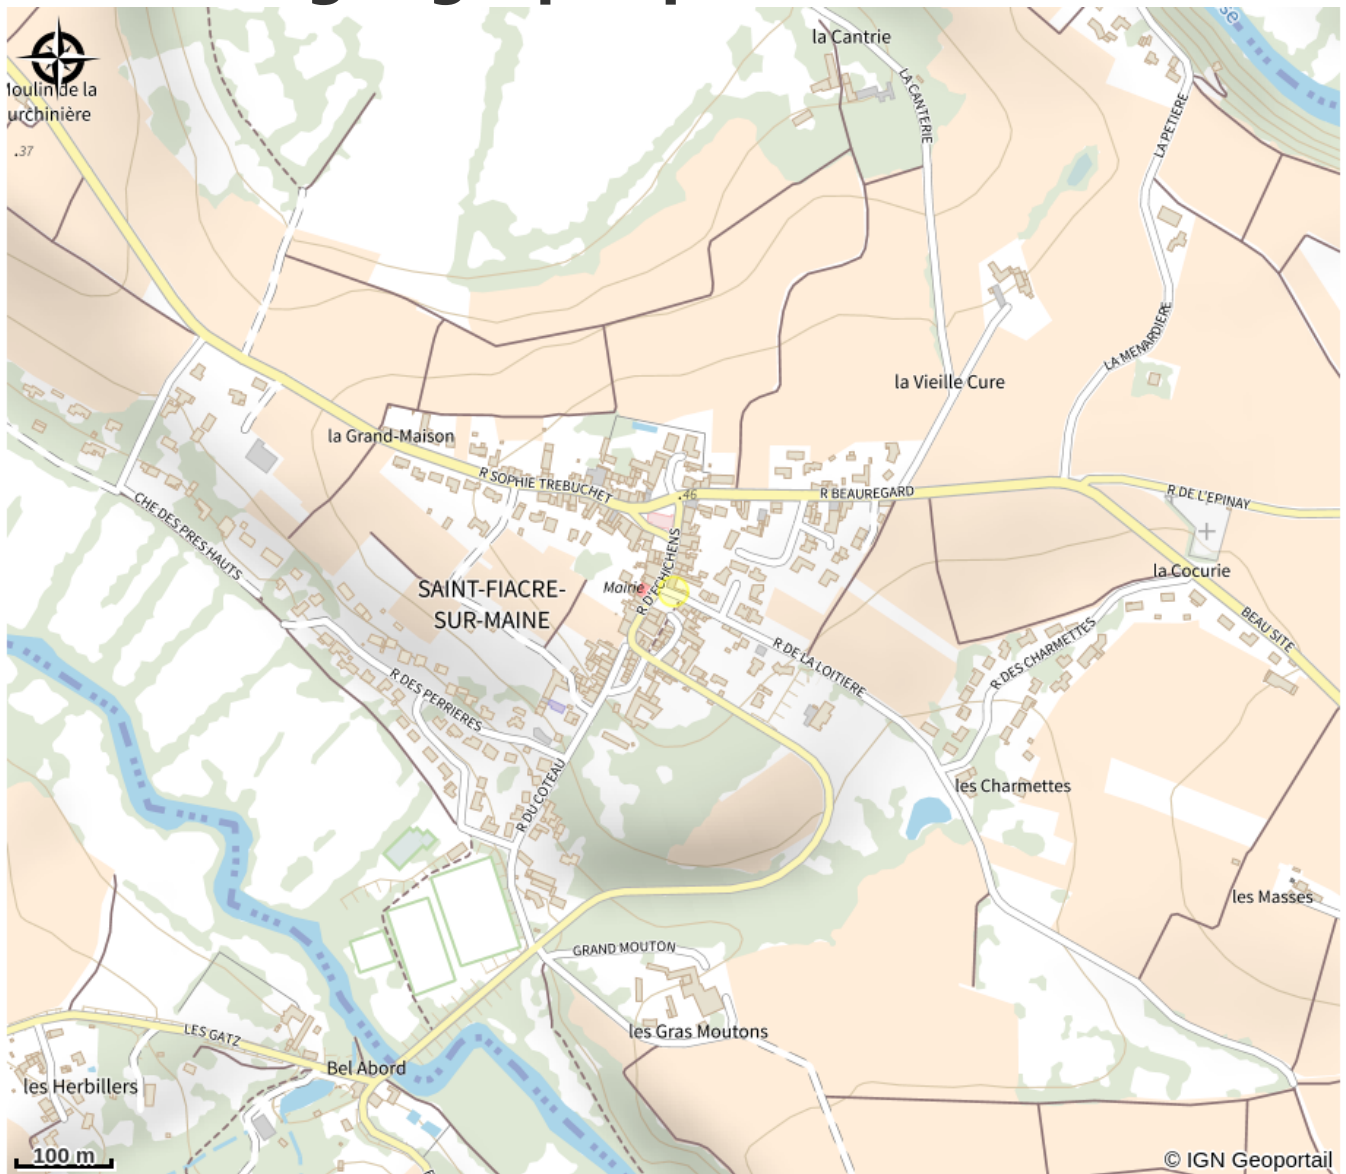 la Cantrie
LA CANTERIE
LA PETIERE
Moulin de la
urchinière
.37
LA MENARDIERE
la Vieille Cure
la Grand-Maison
R SOPHIE TREBUCHET
.46
R BEAUREGARD
R DE L'EPINAY
CHE DES PRES HAUTS
R D'ECHICHENS
la Cocurie
SAINT-FIACRE-
SUR-MAINE
Mairie
BEAU SITE
R DE LA LOITIERE
R DES CHARMETTES
R DES PERRIERES
R DU COTEAU
les Charmettes
les Masses
GRAND MOUTON
les Gras Moutons
LES GATZ
Bel Abord
les Herbillers
100 m
© IGN Geoportail